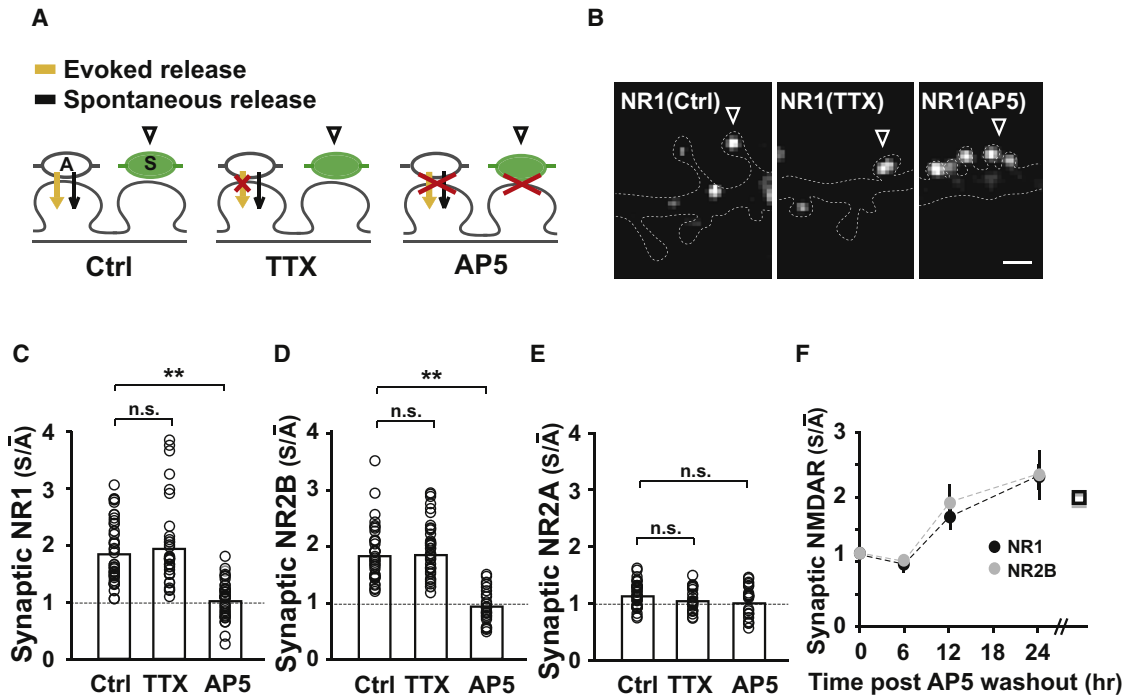 A
Evoked release
Spontaneous release
A
S
Ctrl
TTX
AP5
B
NR1(Ctrl)
NR1(TTX)
NR1(AP5)
C
**
n.s.
Synaptic NR1 (S/A̅)
4
3
2
1
0
Ctrl TTX AP5
D
**
n.s.
Synaptic NR2B (S/A̅)
4
3
2
1
0
Ctrl TTX AP5
E
n.s.
n.s.
Synaptic NR2A (S/A̅)
4
3
2
1
0
Ctrl TTX AP5
F
Synaptic NMDAR (S/A̅)
3
2
1
0
NR1
NR2B
0 6 12 18 24
Time post AP5 washout (hr)